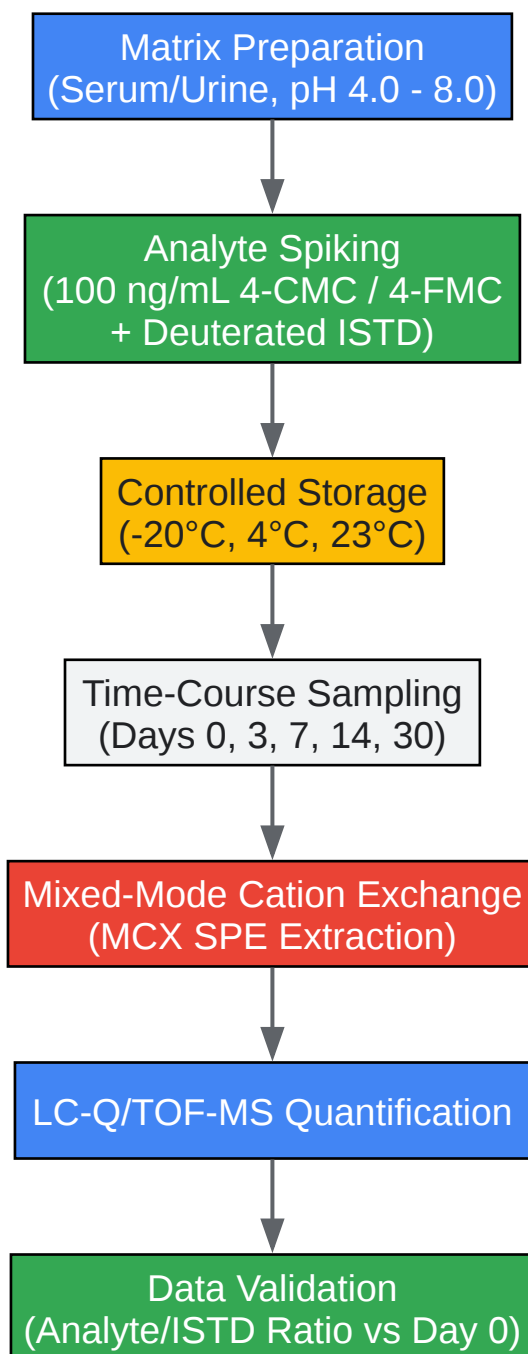 Matrix Preparation
(Serum/Urine, pH 4.0 - 8.0)
Analyte Spiking
(100 ng/mL 4-CMC / 4-FMC
+ Deuterated ISTD)
Controlled Storage
(-20°C, 4°C, 23°C)
Time-Course Sampling
(Days 0, 3, 7, 14, 30)
Mixed-Mode Cation Exchange
(MCX SPE Extraction)
LC-Q/TOF-MS Quantification
Data Validation
(Analyte/ISTD Ratio vs Day 0)